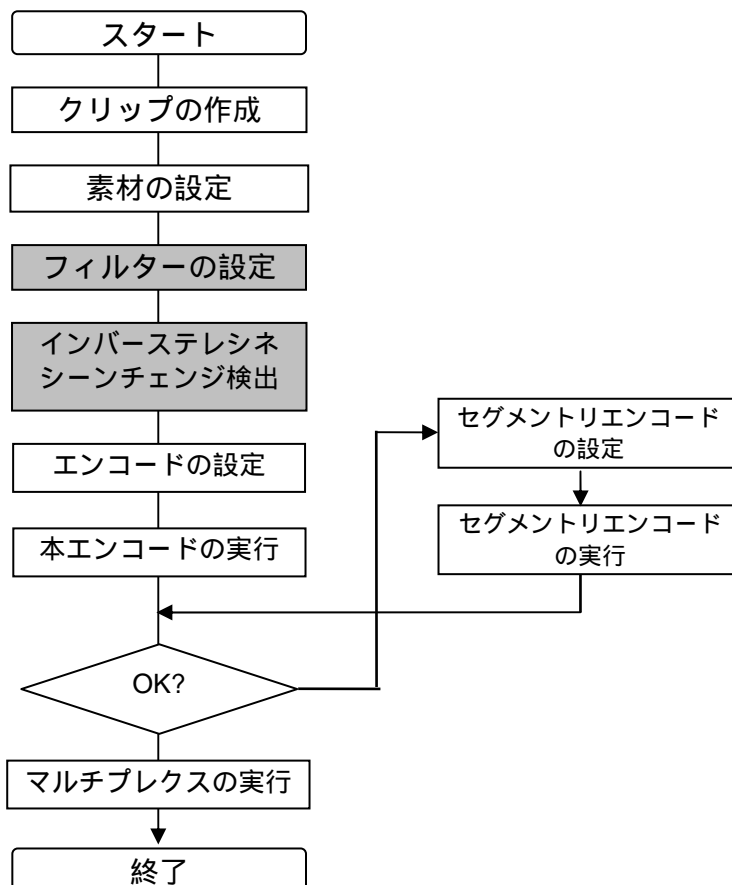 スタート
クリップの作成
素材の設定
フィルターの設定
インバーステレシネ
シーンチェンジ検出
エンコードの設定
本エンコードの実行
セグメントリエンコード
の設定
セグメントリエンコード
の実行
OK?
マルチプレクスの実行
終了